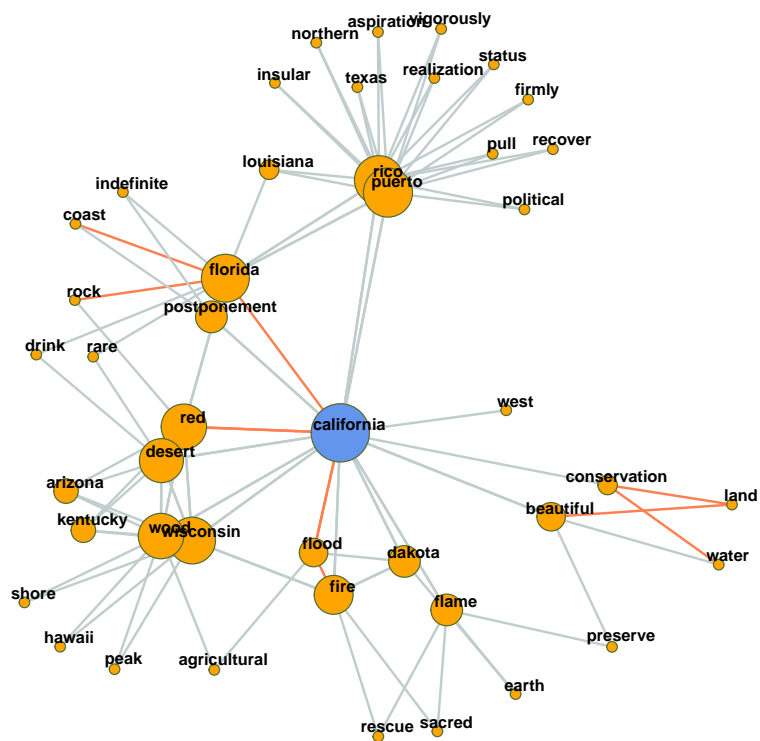 aspiration
vigorously
northern
status
insular
texas
realization
firmly
pull
recover
louisiana
rico
puerto
indefinite
political
coast
florida
rock
postponement
drink
rare
red
california
west
desert
conservation
arizona
beautiful
land
kentucky
wood
wisconsin
flood
dakota
water
fire
flame
shore
hawaii
peak
agricultural
preserve
earth
rescue
sacred